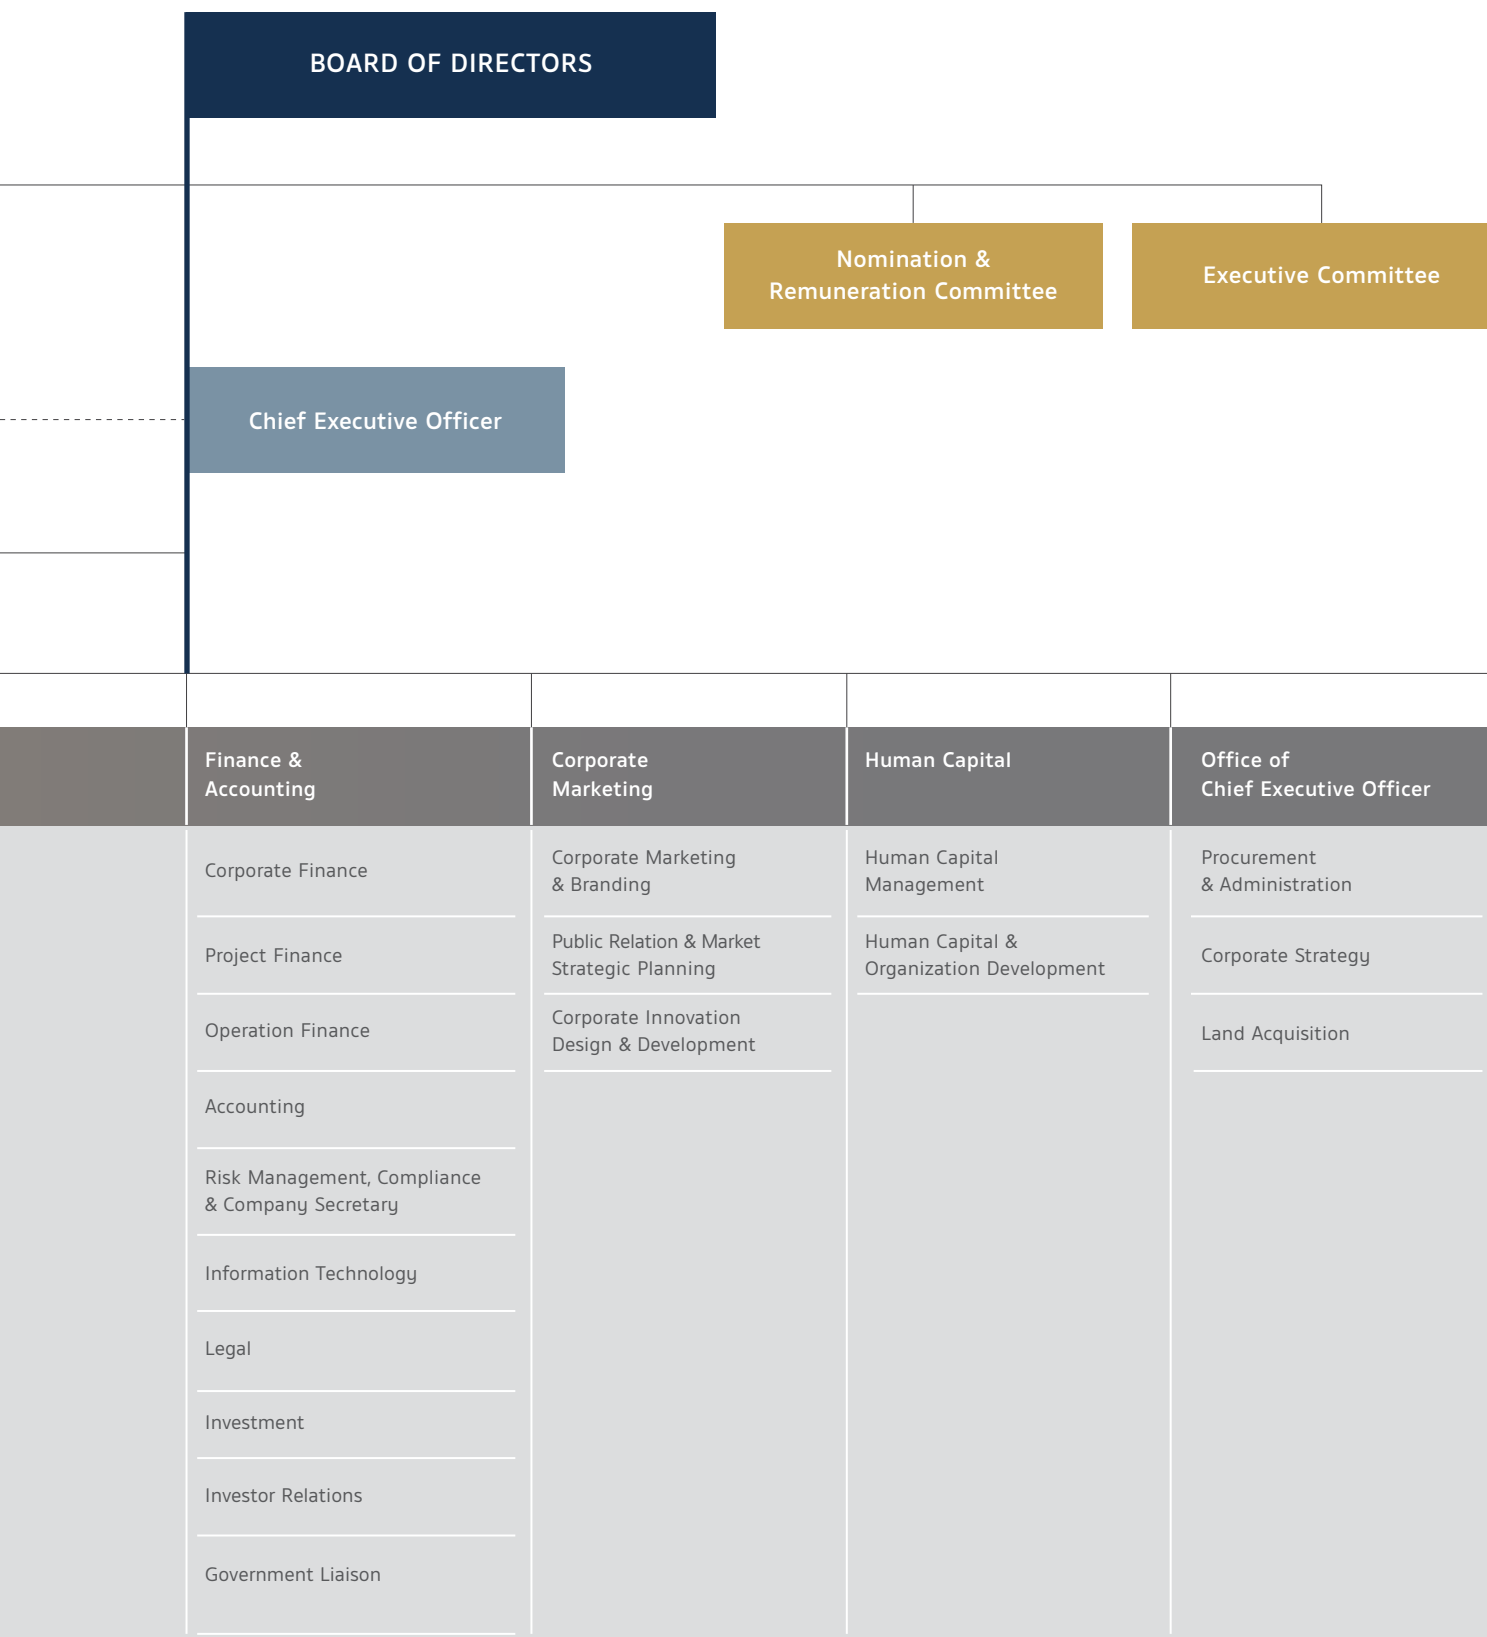 BOARD OF DIRECTORS
Nomination &
Remuneration Committee
Executive Committee
Chief Executive Officer
Finance &
Accounting
Corporate Finance
Project Finance
Operation Finance
Accounting
Risk Management, Compliance
& Company Secretary
Information Technology
Legal
Investment
Investor Relations
Government Liaison
Corporate
Marketing
Corporate Marketing
& Branding
Public Relation & Market
Strategic Planning
Corporate Innovation
Design & Development
Human Capital
Human Capital
Management
Human Capital &
Organization Development
Office of
Chief Executive Officer
Procurement
& Administration
Corporate Strategy
Land Acquisition